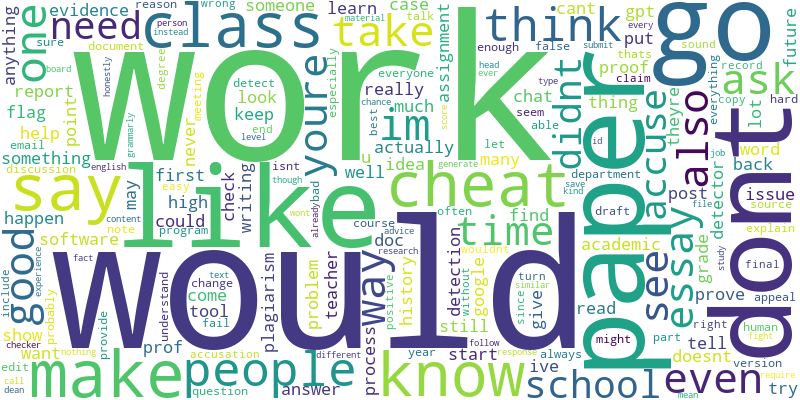 work
would
like
paper
go
dont
cheat
people
know
make
say
class
think
school
even
time
im
good
way
also
see
essay
take
ask
need
one
didnt
youre
accuse
anything
evidence
reason
wrong
person
instead
document
sure
report
point
flag
help
email
discussion
something
happen
software
note
could
never
degree
meeting
board
honestly
grammarly
english
isnt
easy
though
first
may
high
check
writing
program
bad
already
someone
learn
case
talk
material
cant
gpt
put
every
submit
thats
future
everyone
especially
assignment
enough
false
sound
proof
claim
record
copy
hard
everything
theyre
lot
thing
chat
much
really
actually
detect
look
keep
end
level
best
chance
score
seem
able
let
head
ever
type
u
idea
many
well
generate
id
department
job
save
kind
file
detector
post
back
word
issue
source
explain
draft
academic
grade
prove
study
final
appeal
human
fight
doesnt
tell
right
version
part
might
try
require
mean
read
find
often
wouldnt
google
without
since
similar
give
turn
still
detection
course
advice
research
doc
history
positive
process
start
follow
response
always
ive
year
different
answer
question
problem
teacher
plagiarism
text
change
come
tool
fail
understand
fact
content
wont
prof
accusation
provide
nothing
want
probably
show
include
experience
checker
edit
call
dean